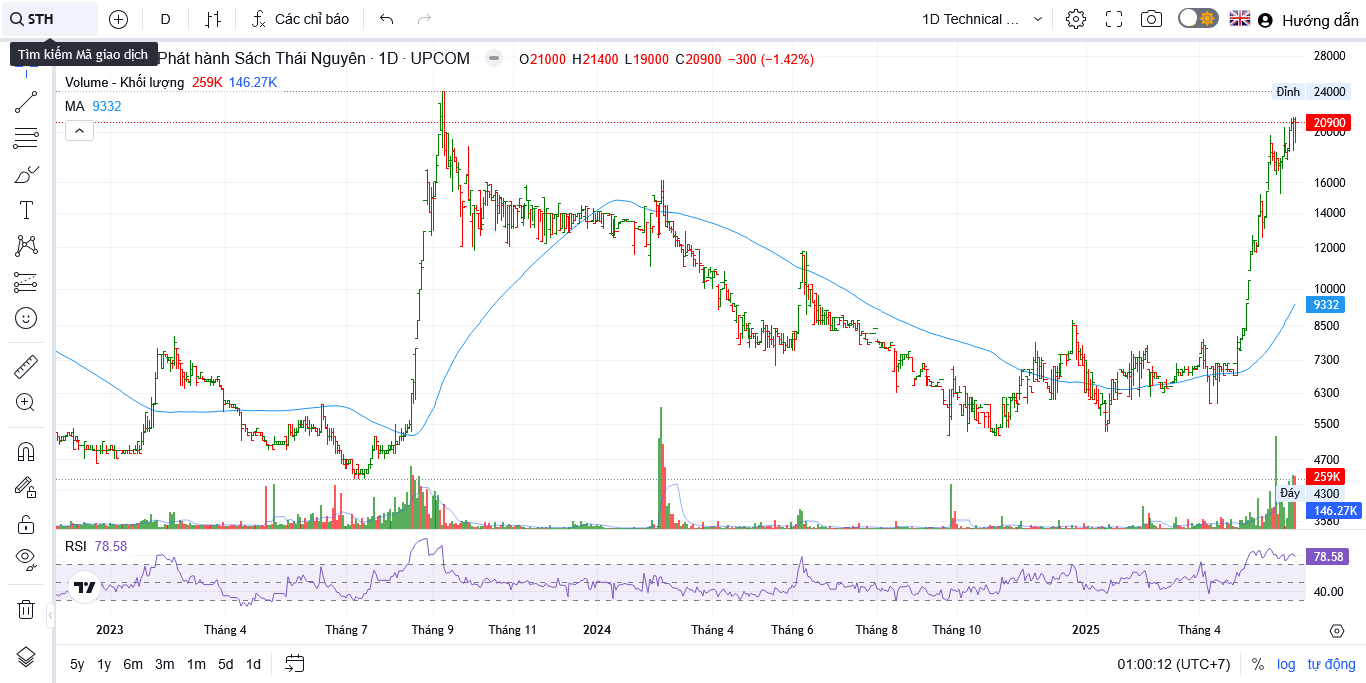 STH D Các chỉ báo 1D Technical ... Hướng dẫn
Tìm kiếm Mã giao dịch
Phát hành Sách Thái Nguyên · 1D · UPCOM O21000 H21400 L19000 C20900 −300 (−1.42%)
Volume - Khối lượng 259K 146.27K
MA 9332
28000
Đỉnh 24000
20900
20000
16000
14000
12000
10000
9332
8500
7300
6300
5500
4700
259K
Đáy 4300
146.27K
3580
RSI 78.58
78.58
40.00
2023 Tháng 4 Tháng 7 Tháng 9 Tháng 11 2024 Tháng 4 Tháng 6 Tháng 8 Tháng 10 2025 Tháng 4
5y 1y 6m 3m 1m 5d 1d 01:00:12 (UTC+7) % log tự động